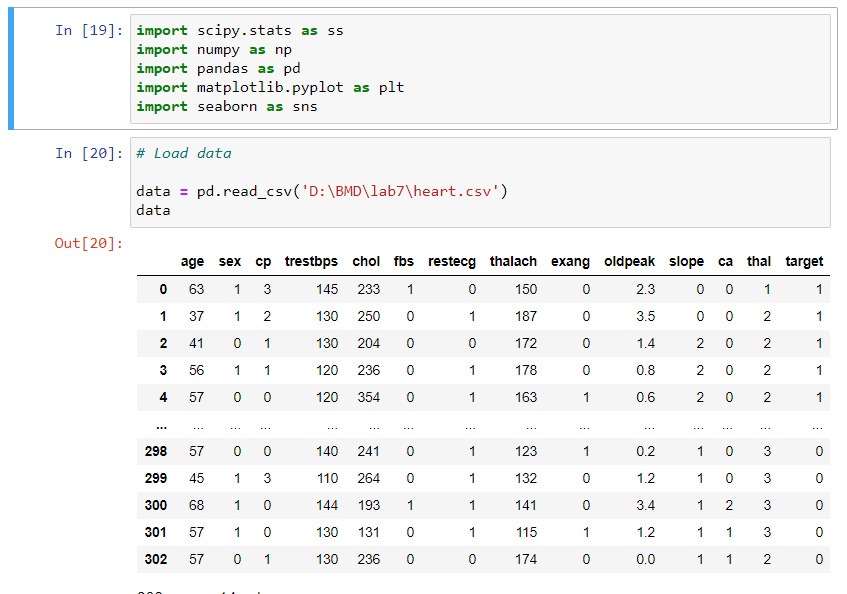 In [19]: import scipy.stats as ss
import numpy as np
import pandas as pd
import matplotlib.pyplot as plt
import seaborn as sns
In [20]: # Load data
data = pd.read_csv('D:\BMD\lab7\heart.csv')
data
Out[20]:
age sex cp trestbps chol fbs restecg thalach exang oldpeak slope ca thal target
0 63 1 3 145 233 1 0 150 0 2.3 0 0 1 1
1 37 1 2 130 250 0 1 187 0 3.5 0 0 2 1
2 41 0 1 130 204 0 0 172 0 1.4 2 0 2 1
3 56 1 1 120 236 0 1 178 0 0.8 2 0 2 1
4 57 0 0 120 354 0 1 163 1 0.6 2 0 2 1
... ... ... ... ... ... ... ... ... ... ... ... ... ... ...
298 57 0 0 140 241 0 1 123 1 0.2 1 0 3 0
299 45 1 3 110 264 0 1 132 0 1.2 1 0 3 0
300 68 1 0 144 193 1 1 141 0 3.4 1 2 3 0
301 57 1 0 130 131 0 1 115 1 1.2 1 1 3 0
302 57 0 1 130 236 0 0 174 0 0.0 1 1 2 0